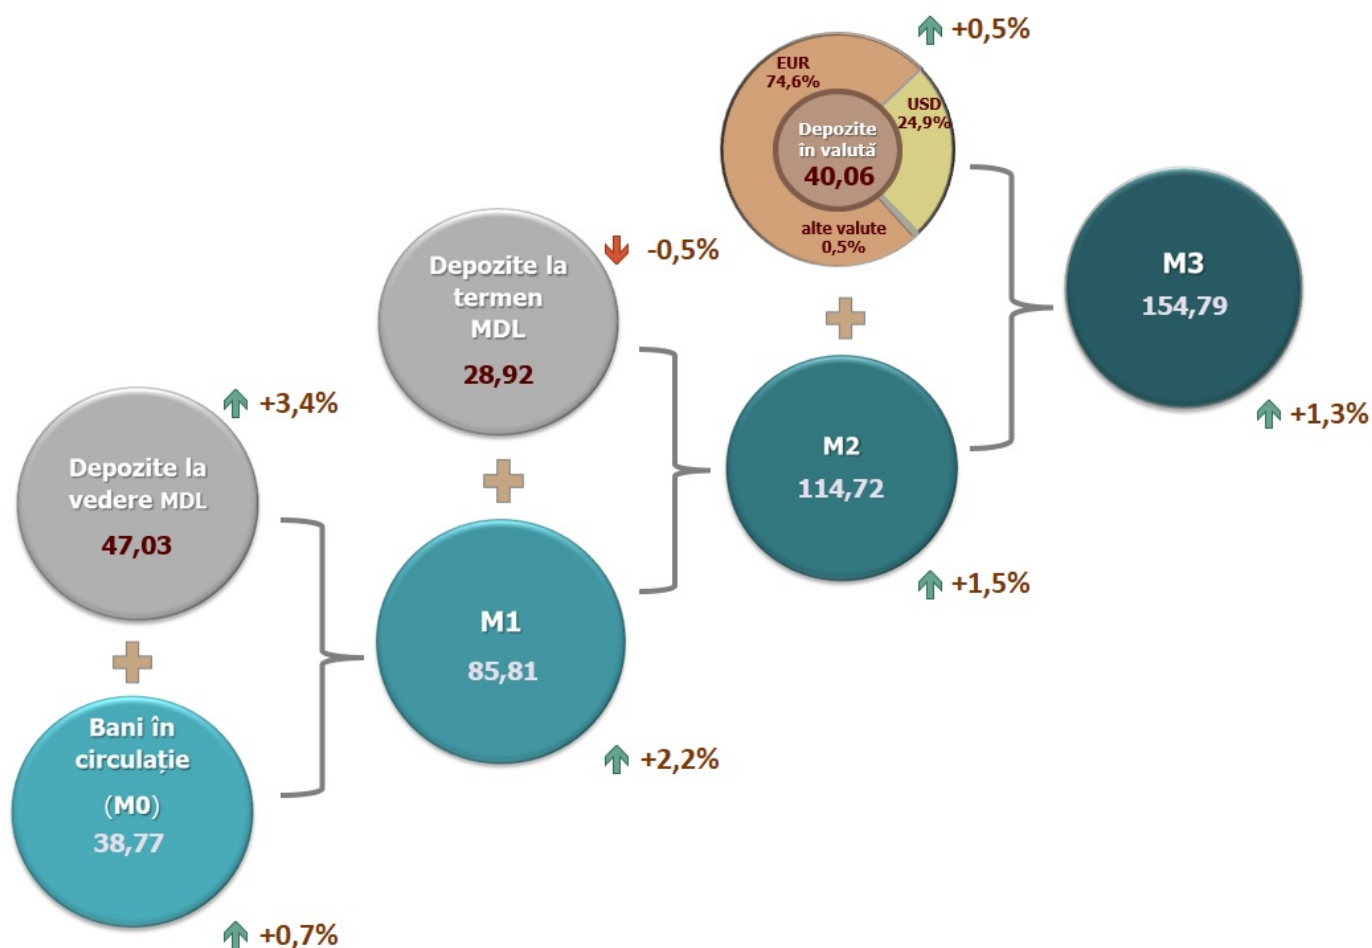 +0,5%
EUR
74,6%
USD
24,9%
Depozite
în valută
40,06
alte valute
0,5%
-0,5%
Depozite la
termen
MDL
28,92
M3
154,79
+1,3%
+3,4%
Depozite la
vedere MDL
47,03
M2
114,72
+1,5%
M1
85,81
+2,2%
Bani în
circulație
(M0)
38,77
+0,7%